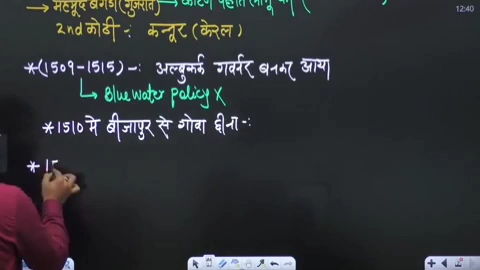 12:40
→ महमूद बेगड़ा (गुजरात) →
2nd कोठी -: कन्नूर (केरल)
*(1509-1515) -: अल्बुकर्क गवर्नर बनकर आया
↳ Blue water policy X
*1510 मे बीजापुर से गोवा छीना -:
* 15